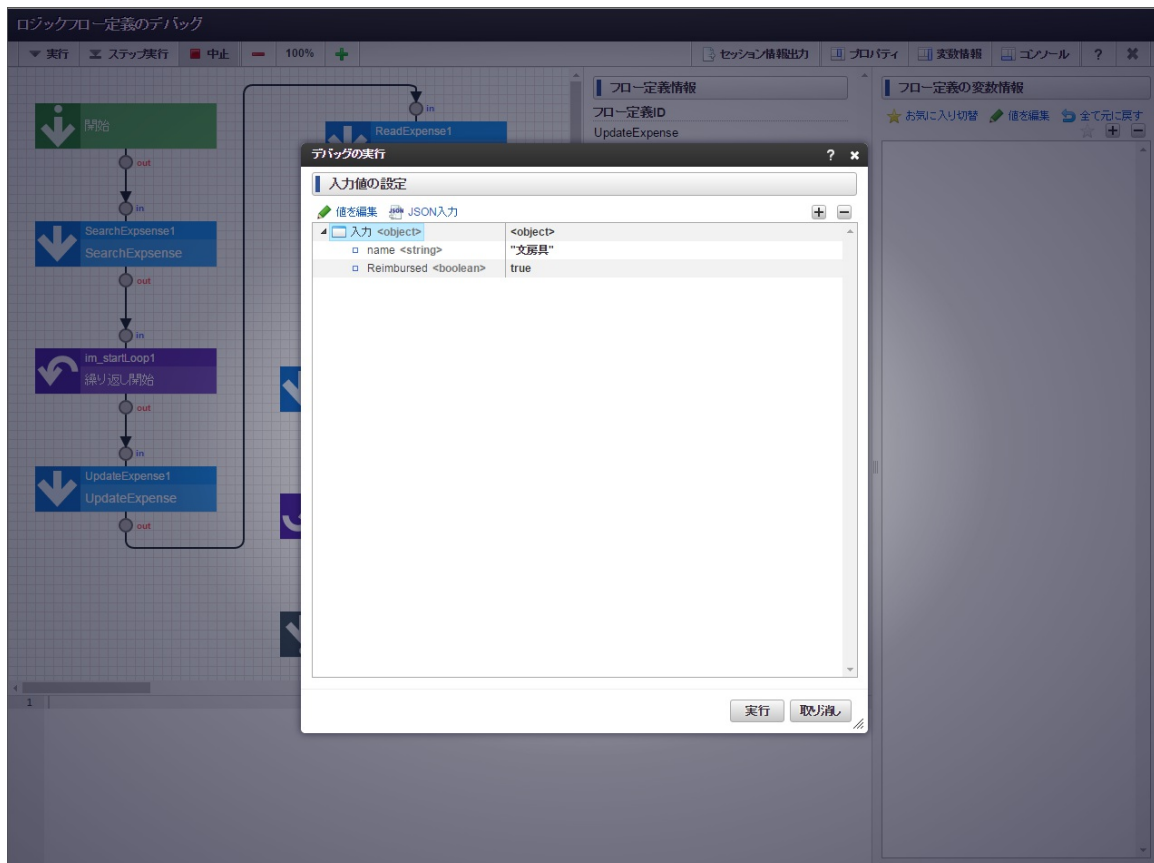 ロジックフロー定義のデバッグ
実行 ステップ実行 中止 100% セッション情報出力 プロパティ 変数情報 コンソール ?
開始
out
in
SearchExpsense1
SearchExpsense
out
in
im_startLoop1
繰り返し開始
out
in
UpdateExpense1
UpdateExpense
out
in
ReadExpense1
フロー定義情報
フロー定義ID
UpdateExpense
フロー定義の変数情報
お気に入り切替 値を編集 全て元に戻す
デバッグの実行 ?
入力値の設定
値を編集 JSON JSON入力
入力 <object> <object>
name <string> "文房具"
Reimbursed <boolean> true
実行 取り消し
1